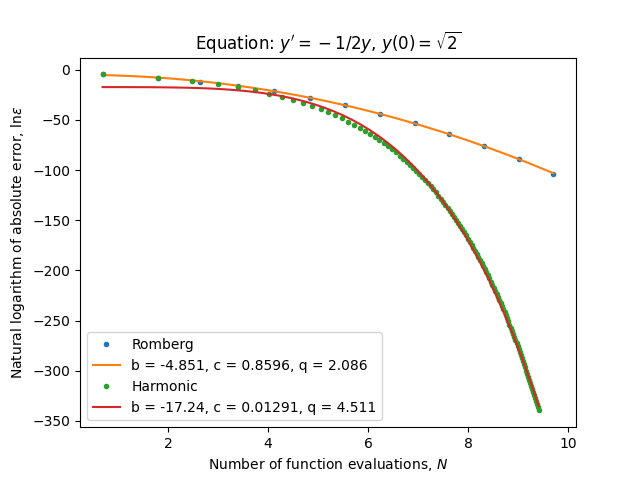 Equation: y′ = −1/2y, y(0) = √2
Natural logarithm of absolute error, lnε
0
−50
−100
−150
−200
−250
−300
−350
Romberg
b = -4.851, c = 0.8596, q = 2.086
Harmonic
b = -17.24, c = 0.01291, q = 4.511
2 4 6 8 10
Number of function evaluations, N